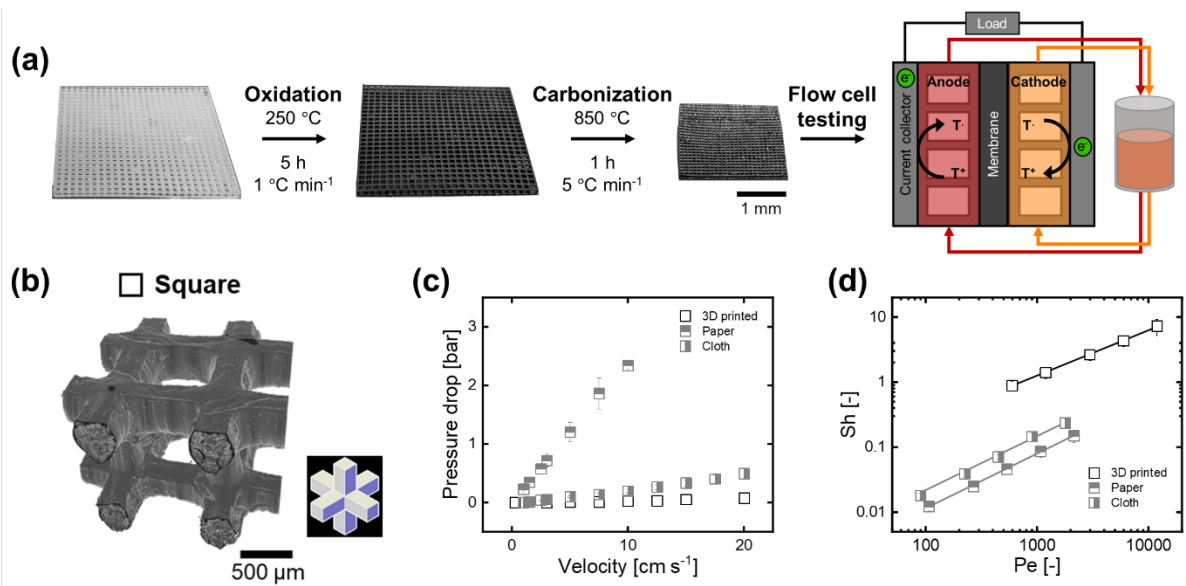 (a)
Oxidation
250 °C
5 h
1 °C min⁻¹
Carbonization
850 °C
1 h
5 °C min⁻¹
1 mm
Flow cell
testing
Load
e⁻
Current collector
Anode
T·
T⁺
Membrane
Cathode
T·
T⁺
e⁻
(b)
Square
500 µm
(c)
Pressure drop [bar]
3
2
1
0
3D printed
Paper
Cloth
0
10
20
Velocity [cm s⁻¹]
(d)
Sh [-]
10
1
0.1
0.01
3D printed
Paper
Cloth
100
1000
10000
Pe [-]